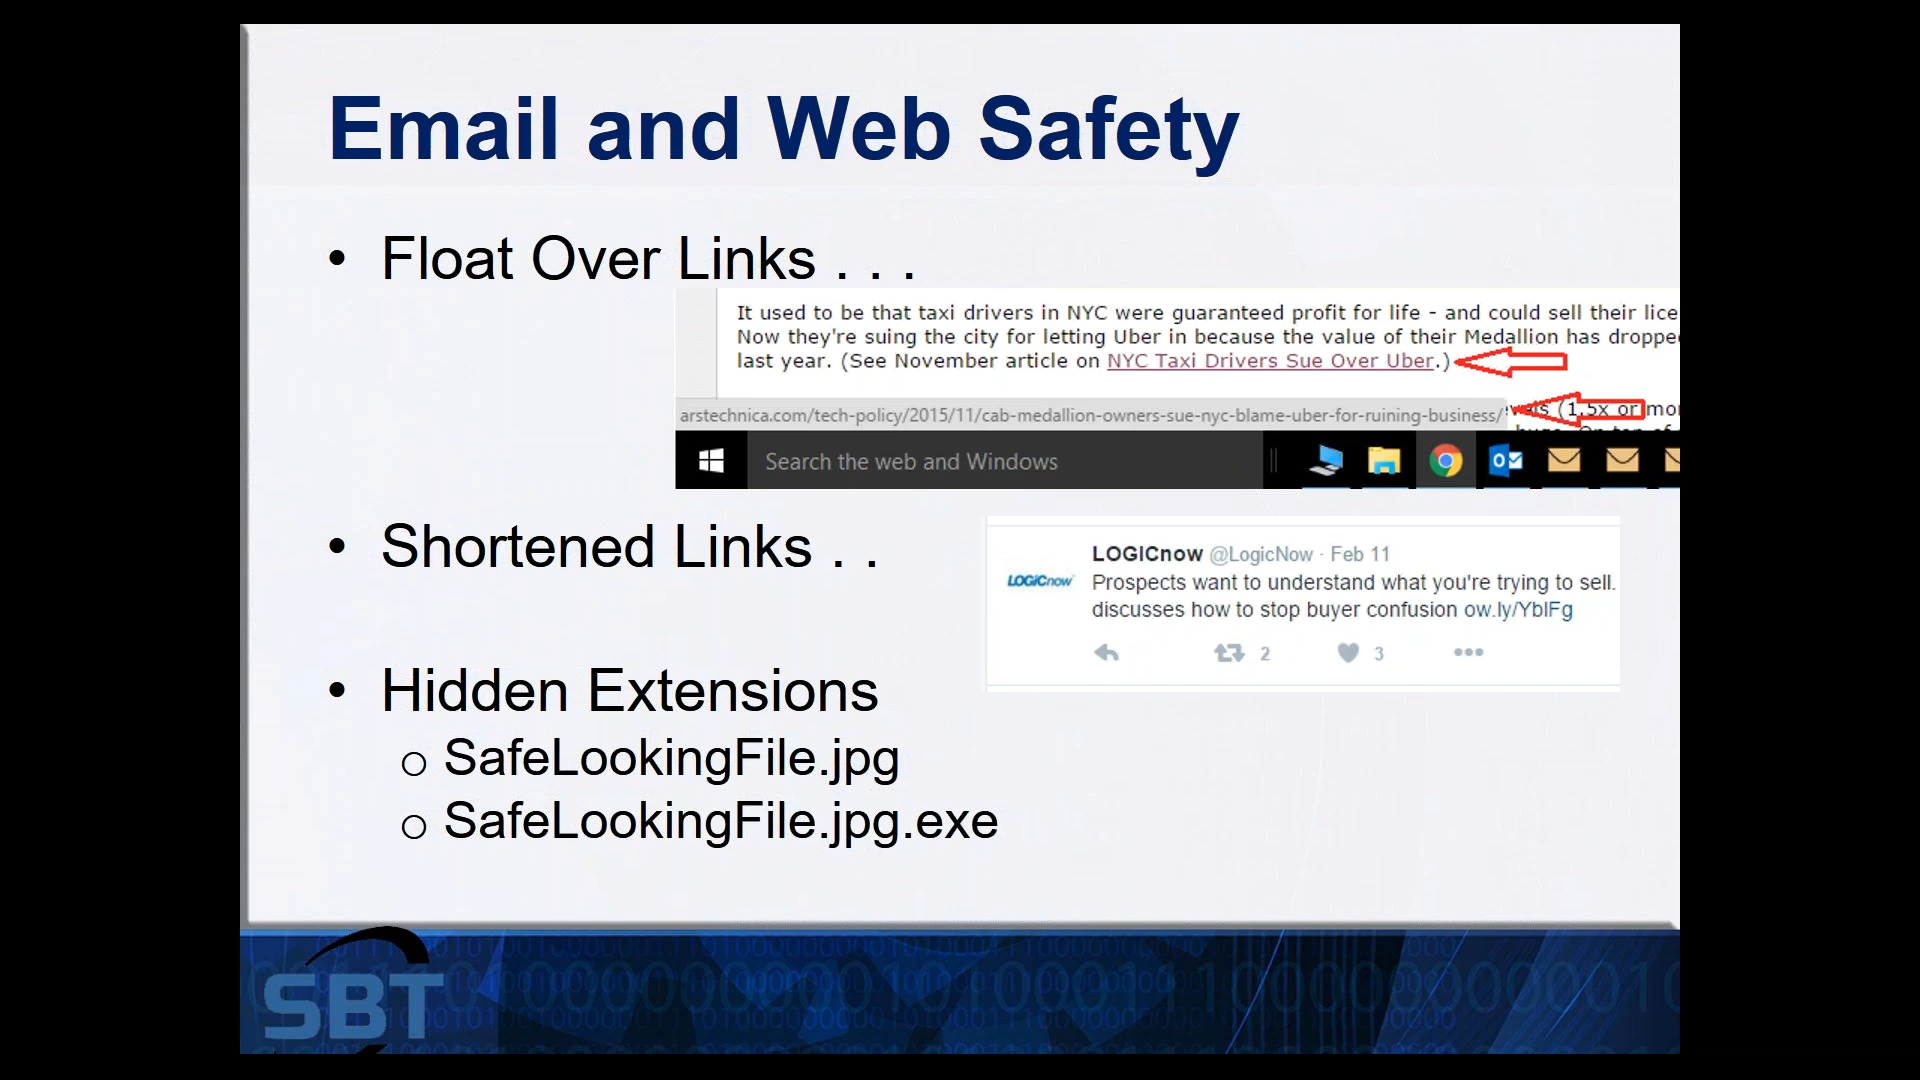 Email and Web Safety
• Float Over Links . . .
It used to be that taxi drivers in NYC were guaranteed profit for life - and could sell their lice
Now they're suing the city for letting Uber in because the value of their Medallion has droppe
last year. (See November article on NYC Taxi Drivers Sue Over Uber.)
arstechnica.com/tech-policy/2015/11/cab-medallion-owners-sue-nyc-blame-uber-for-ruining-business/
(1.5x or mo
Search the web and Windows
• Shortened Links . .
LOGICnow @LogicNow · Feb 11
LOGICnow
Prospects want to understand what you're trying to sell.
discusses how to stop buyer confusion ow.ly/YblFg
2 3
• Hidden Extensions
o SafeLookingFile.jpg
o SafeLookingFile.jpg.exe
SBT